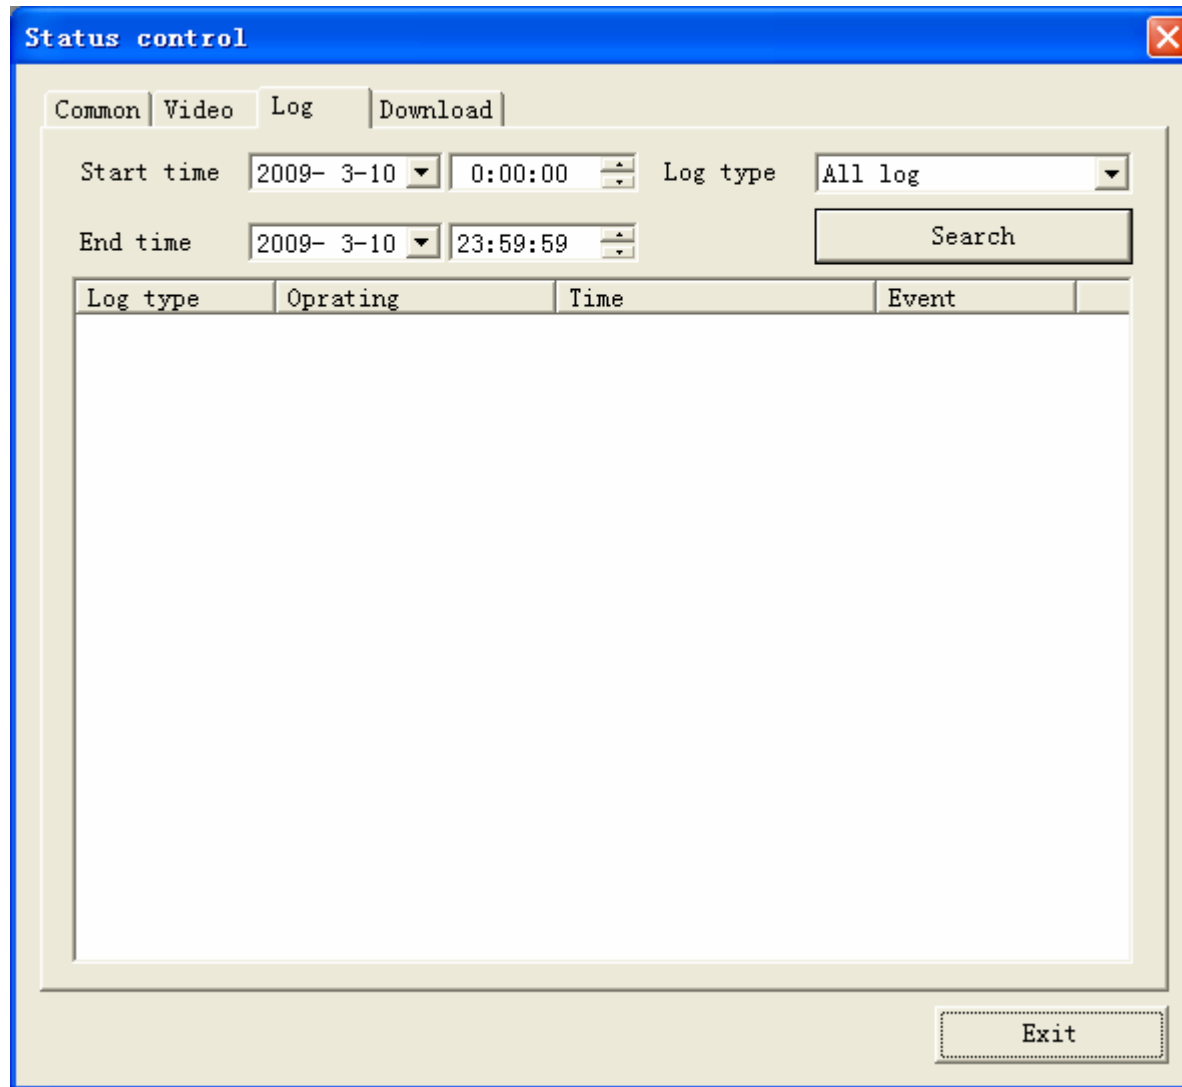 Status control
Common Video Log Download
Start time 2009- 3-10 0:00:00 Log type All log
End time 2009- 3-10 23:59:59 Search
Log type Oprating Time Event
Exit